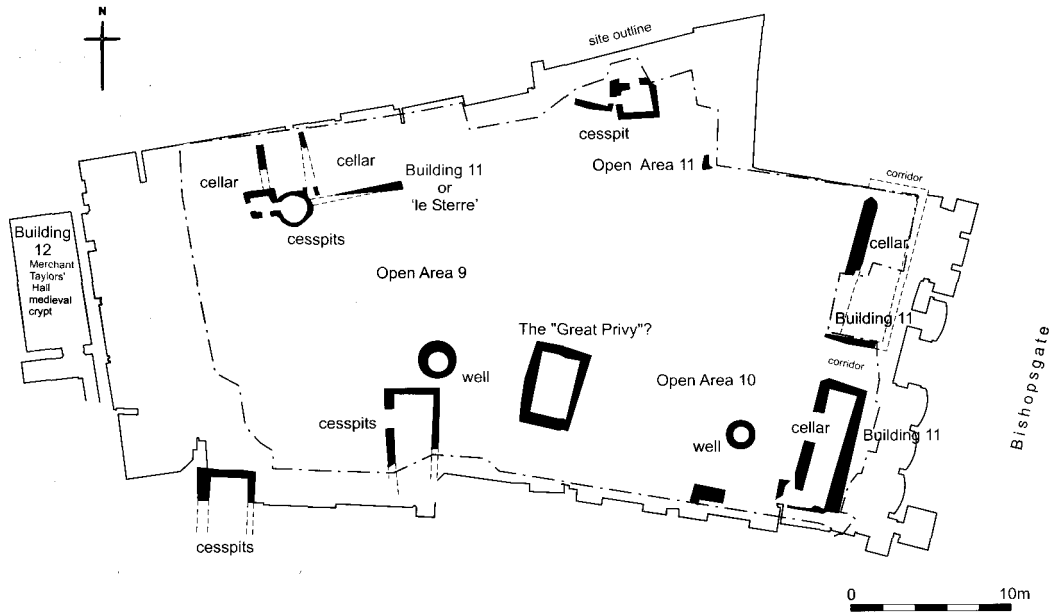 N
site outline
cesspit
Open Area 11
cellar
cellar
Building 11
or
'le Sterre'
cesspits
corridor
cellar
Building
12
Merchant
Taylors'
Hall
medieval
crypt
Open Area 9
Building 11
The "Great Privy"?
corridor
well
Open Area 10
cesspits
cellar
Building 11
well
Bishopsgate
cesspits
0
10m